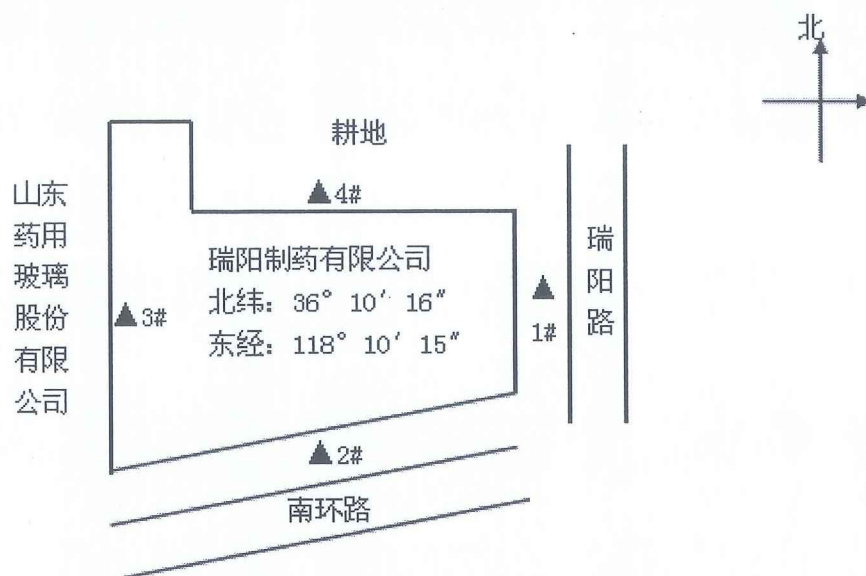 北
耕地
山东
药用
玻璃
股份
有限
公司
▲4#
瑞阳制药有限公司
北纬：36° 10′ 16″
东经：118° 10′ 15″
▲3#
▲
1#
瑞
阳
路
▲2#
南环路